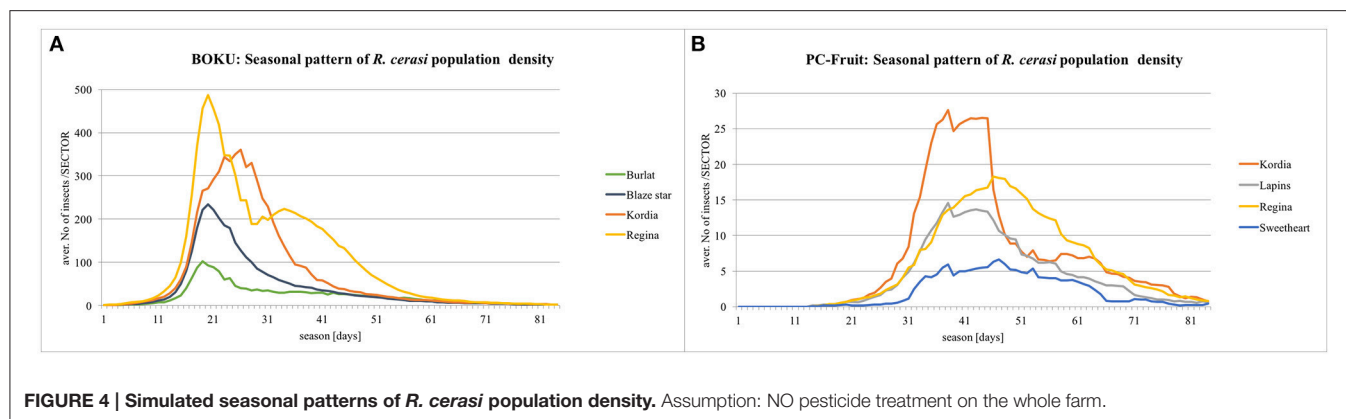 A
BOKU: Seasonal pattern of R. cerasi population density
aver. No of insects /SECTOR
500
400
300
200
100
0
1 11 21 31 41 51 61 71 81
season [days]
Burlat
Blaze star
Kordia
Regina
B
PC-Fruit: Seasonal pattern of R. cerasi population density
aver. No of insects /SECTOR
30
25
20
15
10
5
0
1 11 21 31 41 51 61 71 81
season [days]
Kordia
Lapins
Regina
Sweetheart
FIGURE 4 | Simulated seasonal patterns of R. cerasi population density. Assumption: NO pesticide treatment on the whole farm.